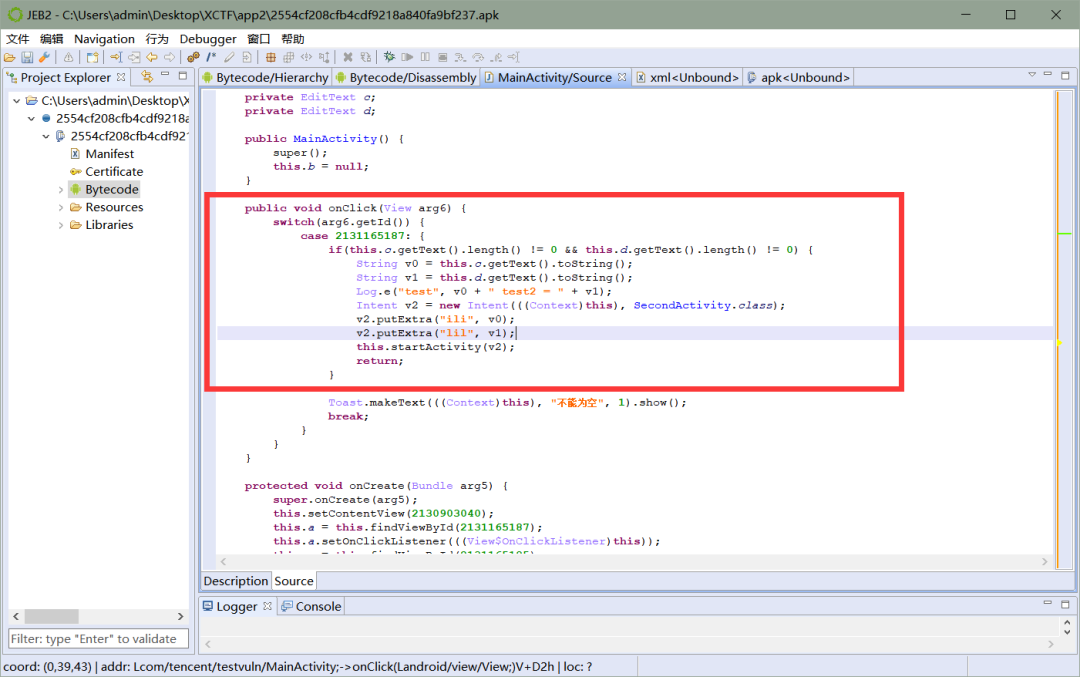 JEB2 - C:\Users\admin\Desktop\XCTF\app2\2554cf208cfb4cdf9218a840fa9bf237.apk
文件 编辑 Navigation 行为 Debugger 窗口 帮助
Project Explorer
Bytecode/Hierarchy Bytecode/Disassembly MainActivity/Source xml<Unbound> apk<Unbound>
C:\Users\admin\Desktop\X
2554cf208cfb4cdf9218a
2554cf208cfb4cdf921
Manifest
Certificate
Bytecode
Resources
Libraries
private EditText c;
private EditText d;
public MainActivity() {
super();
this.b = null;
}
public void onClick(View arg6) {
switch(arg6.getId()) {
case 2131165187: {
if(this.c.getText().length() != 0 && this.d.getText().length() != 0) {
String v0 = this.c.getText().toString();
String v1 = this.d.getText().toString();
Log.e("test", v0 + " test2 = " + v1);
Intent v2 = new Intent(((Context)this), SecondActivity.class);
v2.putExtra("ili", v0);
v2.putExtra("lil", v1);
this.startActivity(v2);
return;
}
Toast.makeText(((Context)this), "不能为空", 1).show();
break;
}
}
}
protected void onCreate(Bundle arg5) {
super.onCreate(arg5);
this.setContentView(2130903040);
this.a = this.findViewById(2131165187);
this.a.setOnClickListener(((View$OnClickListener)this));
Description Source
Logger Console
Filter: type "Enter" to validate
coord: (0,39,43) | addr: Lcom/tencent/testvuln/MainActivity;->onClick(Landroid/view/View;)V+D2h | loc: ?